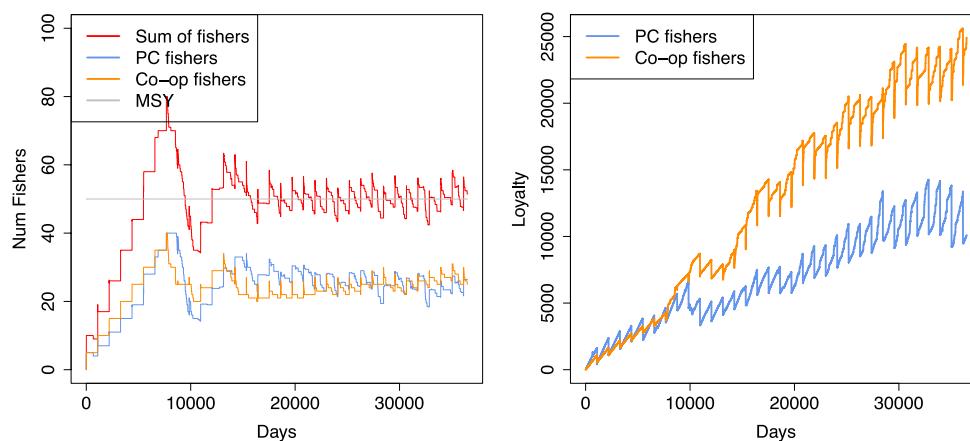 Sum of fishers
PC fishers
Co-op fishers
MSY
Num Fishers
0 20 40 60 80 100
0 10000 20000 30000
Days
PC fishers
Co-op fishers
Loyalty
0 5000 10000 15000 20000 25000
0 10000 20000 30000
Days